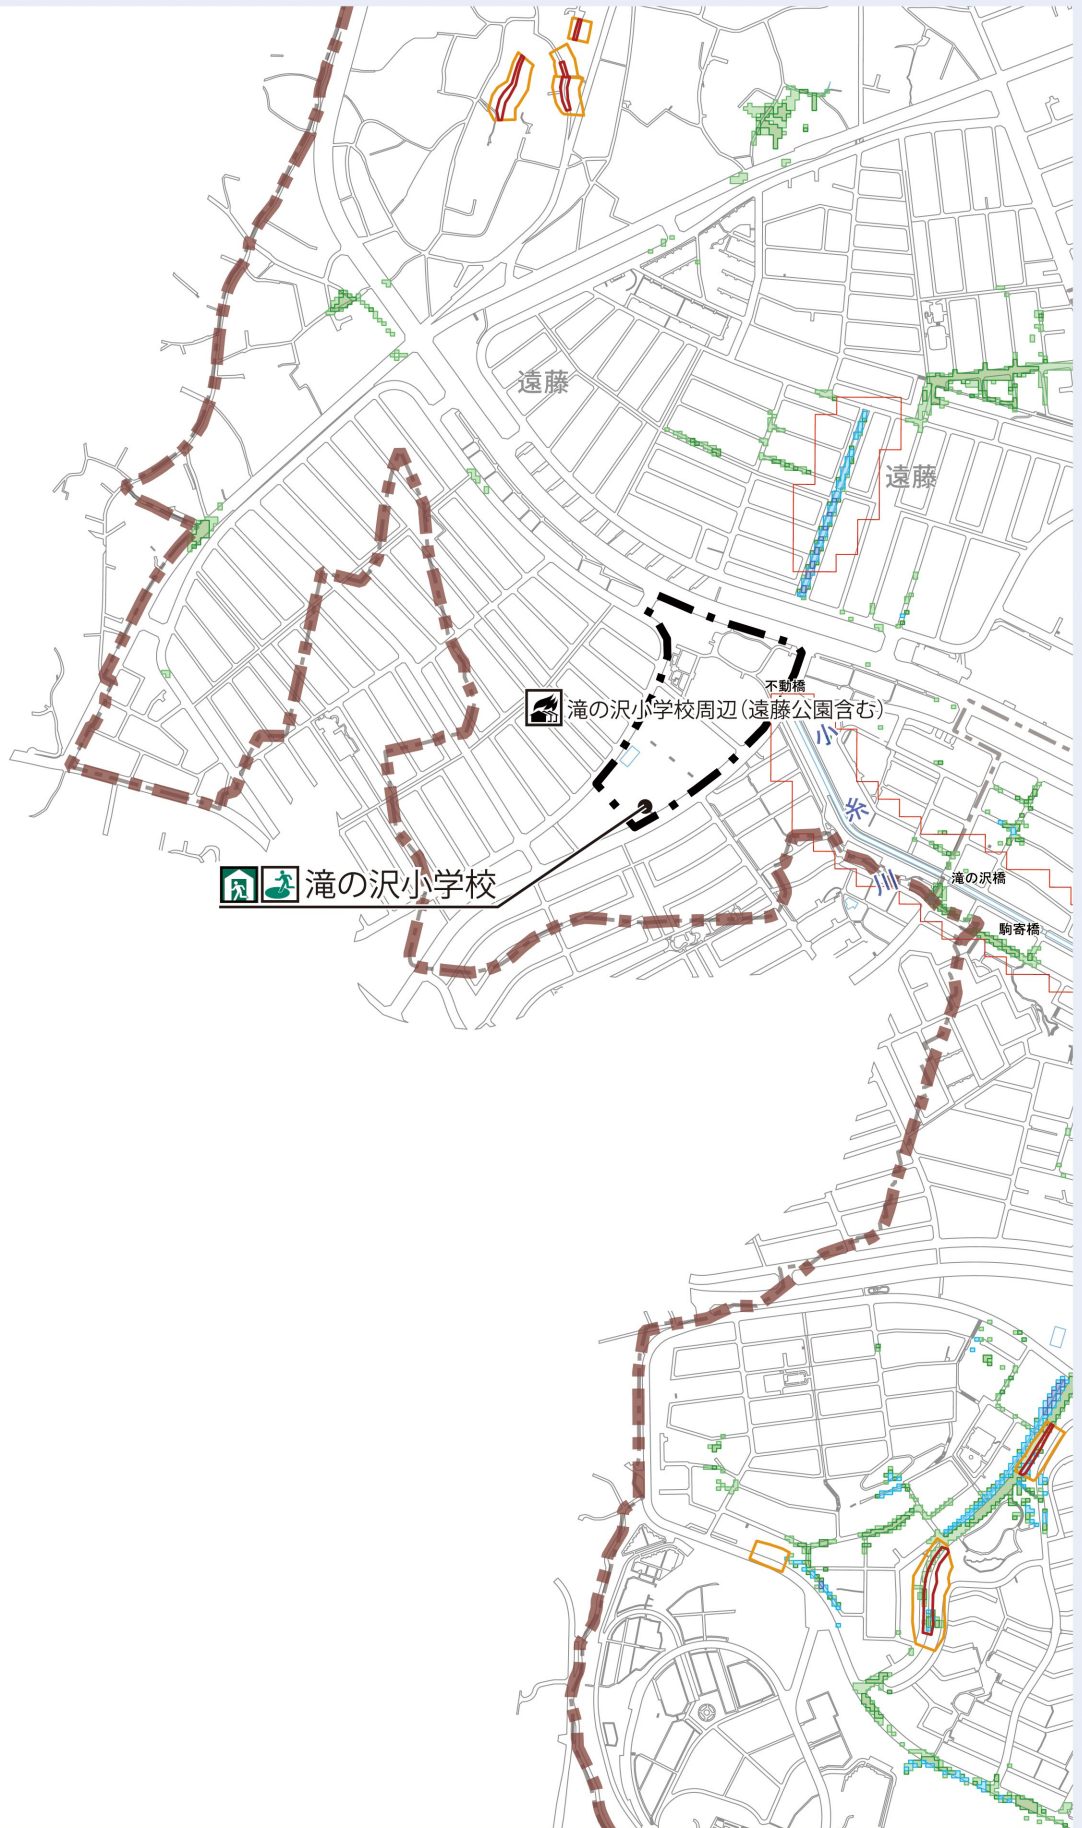 遠藤
遠藤
不動橋
滝の沢小学校周辺(遠藤公園含む)
小
糸
川
滝の沢小学校
滝の沢橋
駒寄橋